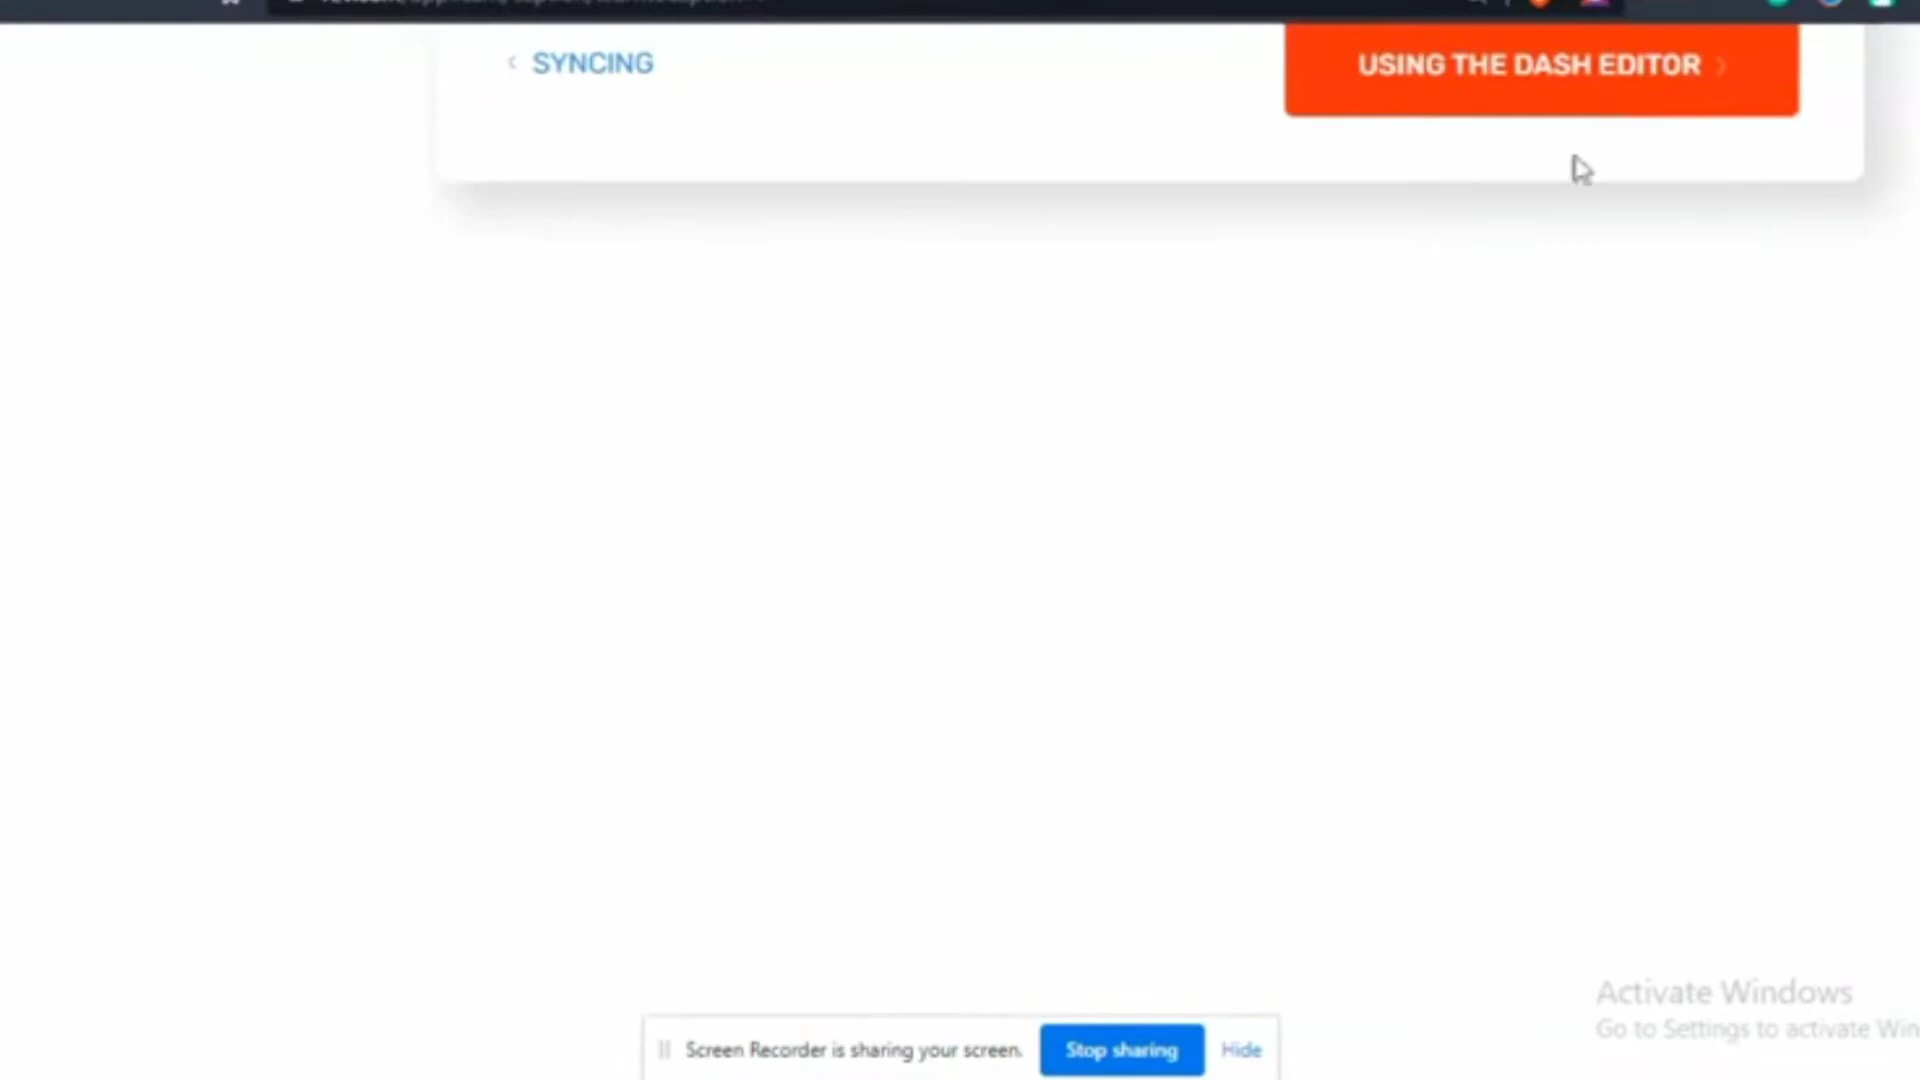 SYNCING
USING THE DASH EDITOR
Activate Windows
Go to Settings to activate Win
Screen Recorder is sharing your screen.
Stop sharing
Hide